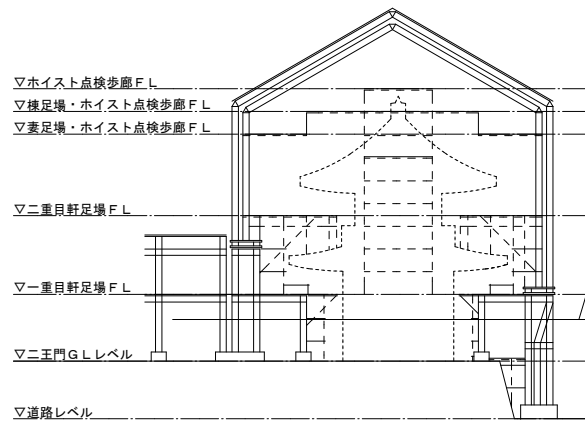 ▽ホイスト点検歩廊ＦＬ
▽棟足場・ホイスト点検歩廊ＦＬ
▽妻足場・ホイスト点検歩廊ＦＬ
▽二重目軒足場ＦＬ
▽一重目軒足場ＦＬ
▽二王門ＧＬレベル
▽道路レベル